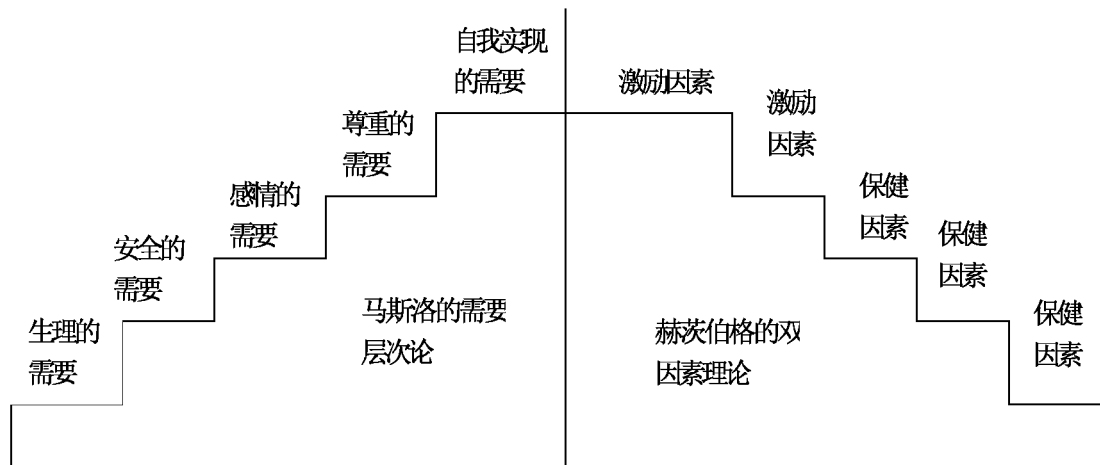 自我实现
的需要
激励因素
激励
因素
尊重的
需要
保健
因素
感情的
需要
保健
因素
安全的
需要
保健
因素
生理的
需要
马斯洛的需要
层次论
赫茨伯格的双
因素理论